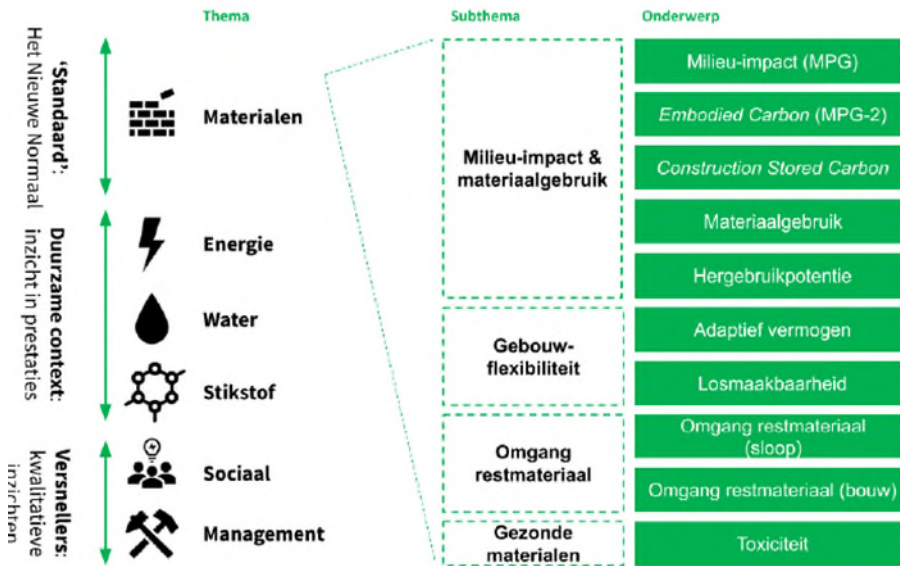 Thema
Subthema
Onderwerp
‘Standaard’:
Het Nieuwe Normaal
Duurzame context:
inzicht in prestaties
Versnellers:
kwalitatieve
inzichten
Materialen
Energie
Water
Stikstof
Sociaal
Management
Milieu-impact &
materiaalgebruik
Gebouw-
flexibiliteit
Omgang
restmateriaal
Gezonde
materialen
Milieu-impact (MPG)
Embodied Carbon (MPG-2)
Construction Stored Carbon
Materiaalgebruik
Hergebruikpotentie
Adaptief vermogen
Losmaakbaarheid
Omgang restmateriaal
(sloop)
Omgang restmateriaal (bouw)
Toxiciteit